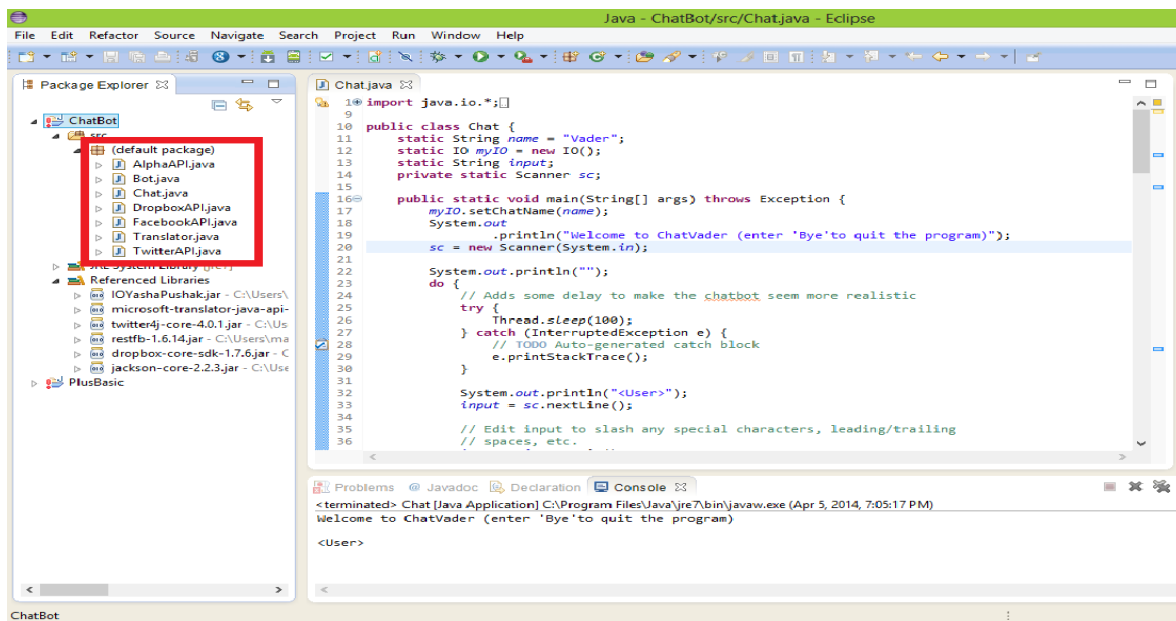 Java - ChatBot/src/Chat.java - Eclipse
File Edit Refactor Source Navigate Search Project Run Window Help
Package Explorer
ChatBot
src
(default package)
AlphaAPI.java
Bot.java
Chat.java
DropboxAPI.java
FacebookAPI.java
Translator.java
TwitterAPI.java
JRE System Library [jre7]
Referenced Libraries
IOYashaPushak.jar - C:\Users\
microsoft-translator-java-api-
twitter4j-core-4.0.1.jar - C:\Us
restfb-1.6.14.jar - C:\Users\ma
dropbox-core-sdk-1.7.6.jar - C
jackson-core-2.2.3.jar - C:\Use
PlusBasic
Chat.java
1 import java.io.*;
9
10 public class Chat {
11 static String name = "Vader";
12 static IO myIO = new IO();
13 static String input;
14 private static Scanner sc;
15
16 public static void main(String[] args) throws Exception {
17 myIO.setChatName(name);
18 System.out
19 .println("Welcome to ChatVader (enter 'Bye'to quit the program)");
20 sc = new Scanner(System.in);
21
22 System.out.println("");
23 do {
24 // Adds some delay to make the chatbot seem more realistic
25 try {
26 Thread.sleep(100);
27 } catch (InterruptedException e) {
28 // TODO Auto-generated catch block
29 e.printStackTrace();
30 }
31
32 System.out.println("<User>");
33 input = sc.nextLine();
34
35 // Edit input to slash any special characters, leading/trailing
36 // spaces, etc.
Problems @ Javadoc Declaration Console
<terminated> Chat [Java Application] C:\Program Files\Java\jre7\bin\javaw.exe (Apr 5, 2014, 7:05:17 PM)
Welcome to ChatVader (enter 'Bye'to quit the program)
<User>
ChatBot